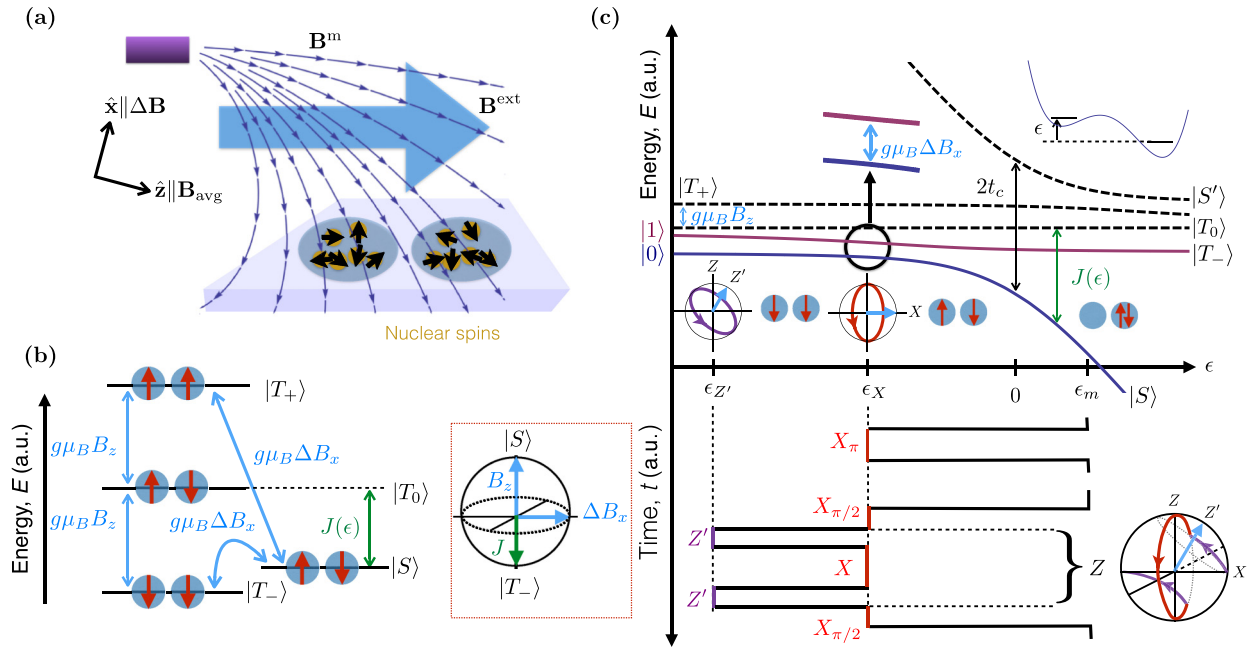 (a)
B^m
B^ext
x̂∥ΔB
ẑ∥B_avg
Nuclear spins
(b)
Energy, E (a.u.)
|T₊⟩
gμ_B B_z
gμ_B ΔB_x
|T₀⟩
gμ_B B_z
gμ_B ΔB_x
J(ϵ)
|S⟩
|T₋⟩
|S⟩
B_z
ΔB_x
J
|T₋⟩
(c)
Energy, E (a.u.)
ϵ
gμ_B ΔB_x
|T₊⟩
2t_c
|S′⟩
gμ_B B_z
|T₀⟩
|1⟩
|T₋⟩
|0⟩
J(ϵ)
Z
Z′
X
ϵ_Z′
ϵ_X
0
ϵ_m
ϵ
|S⟩
Time, t (a.u.)
X_π
X_π/2
Z′
X
Z
Z′
X_π/2
Z
Z′
X